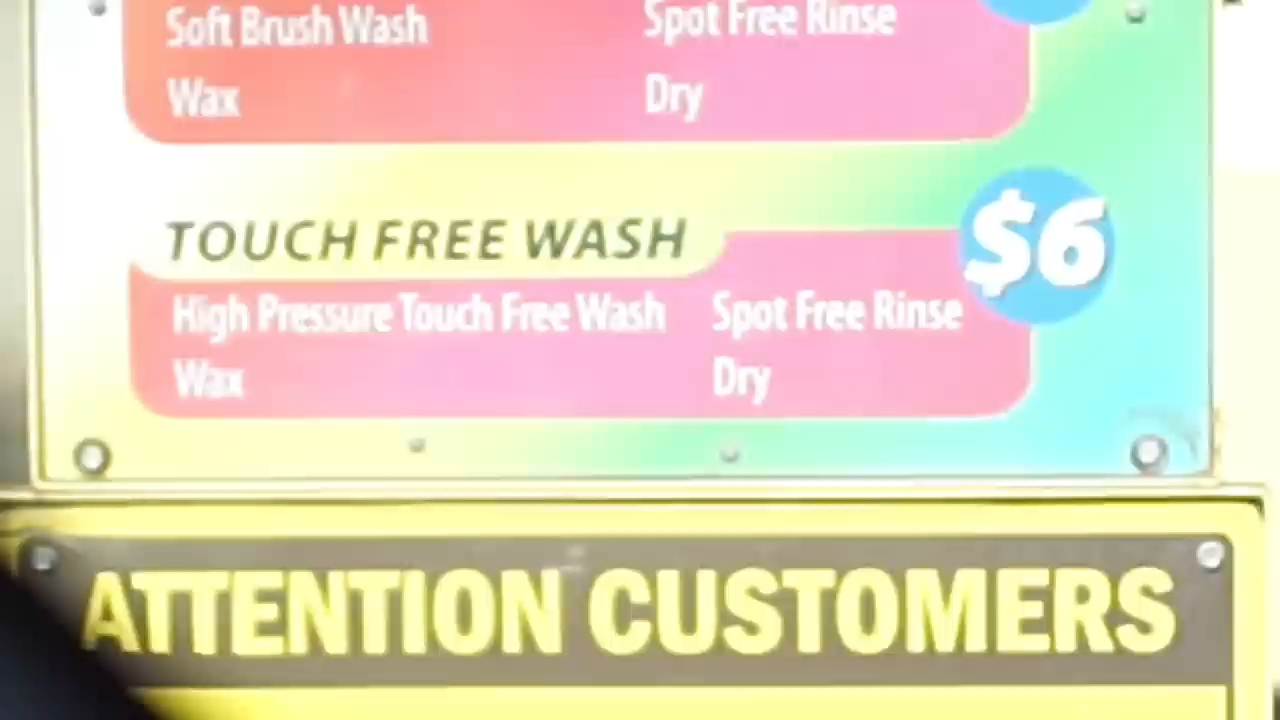 Soft Brush Wash Spot Free Rinse
Wax Dry
TOUCH FREE WASH $6
High Pressure Touch Free Wash Spot Free Rinse
Wax Dry
ATTENTION CUSTOMERS